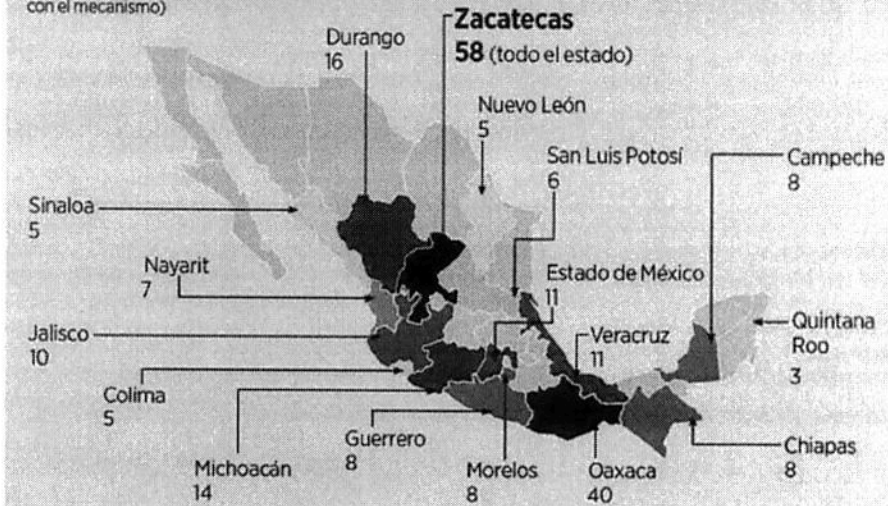 con el mecanismo)
Zacatecas
58 (todo el estado)
Durango
16
Nuevo León
5
San Luis Potosí
6
Campeche
8
Sinaloa
5
Nayarit
7
Estado de México
11
Jalisco
10
Veracruz
11
Quintana
Roo
3
Colima
5
Guerrero
8
Michoacán
14
Morelos
8
Oaxaca
40
Chiapas
8